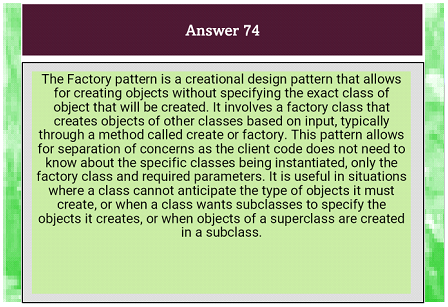 Answer 74
The Factory pattern is a creational design pattern that allows
for creating objects without specifying the exact class of
object that will be created. It involves a factory class that
creates objects of other classes based on input, typically
through a method called create or factory. This pattern allows
for separation of concerns as the client code does not need to
know about the specific classes being instantiated, only the
factory class and required parameters. It is useful in situations
where a class cannot anticipate the type of objects it must
create, or when a class wants subclasses to specify the
objects it creates, or when objects of a superclass are created
in a subclass.